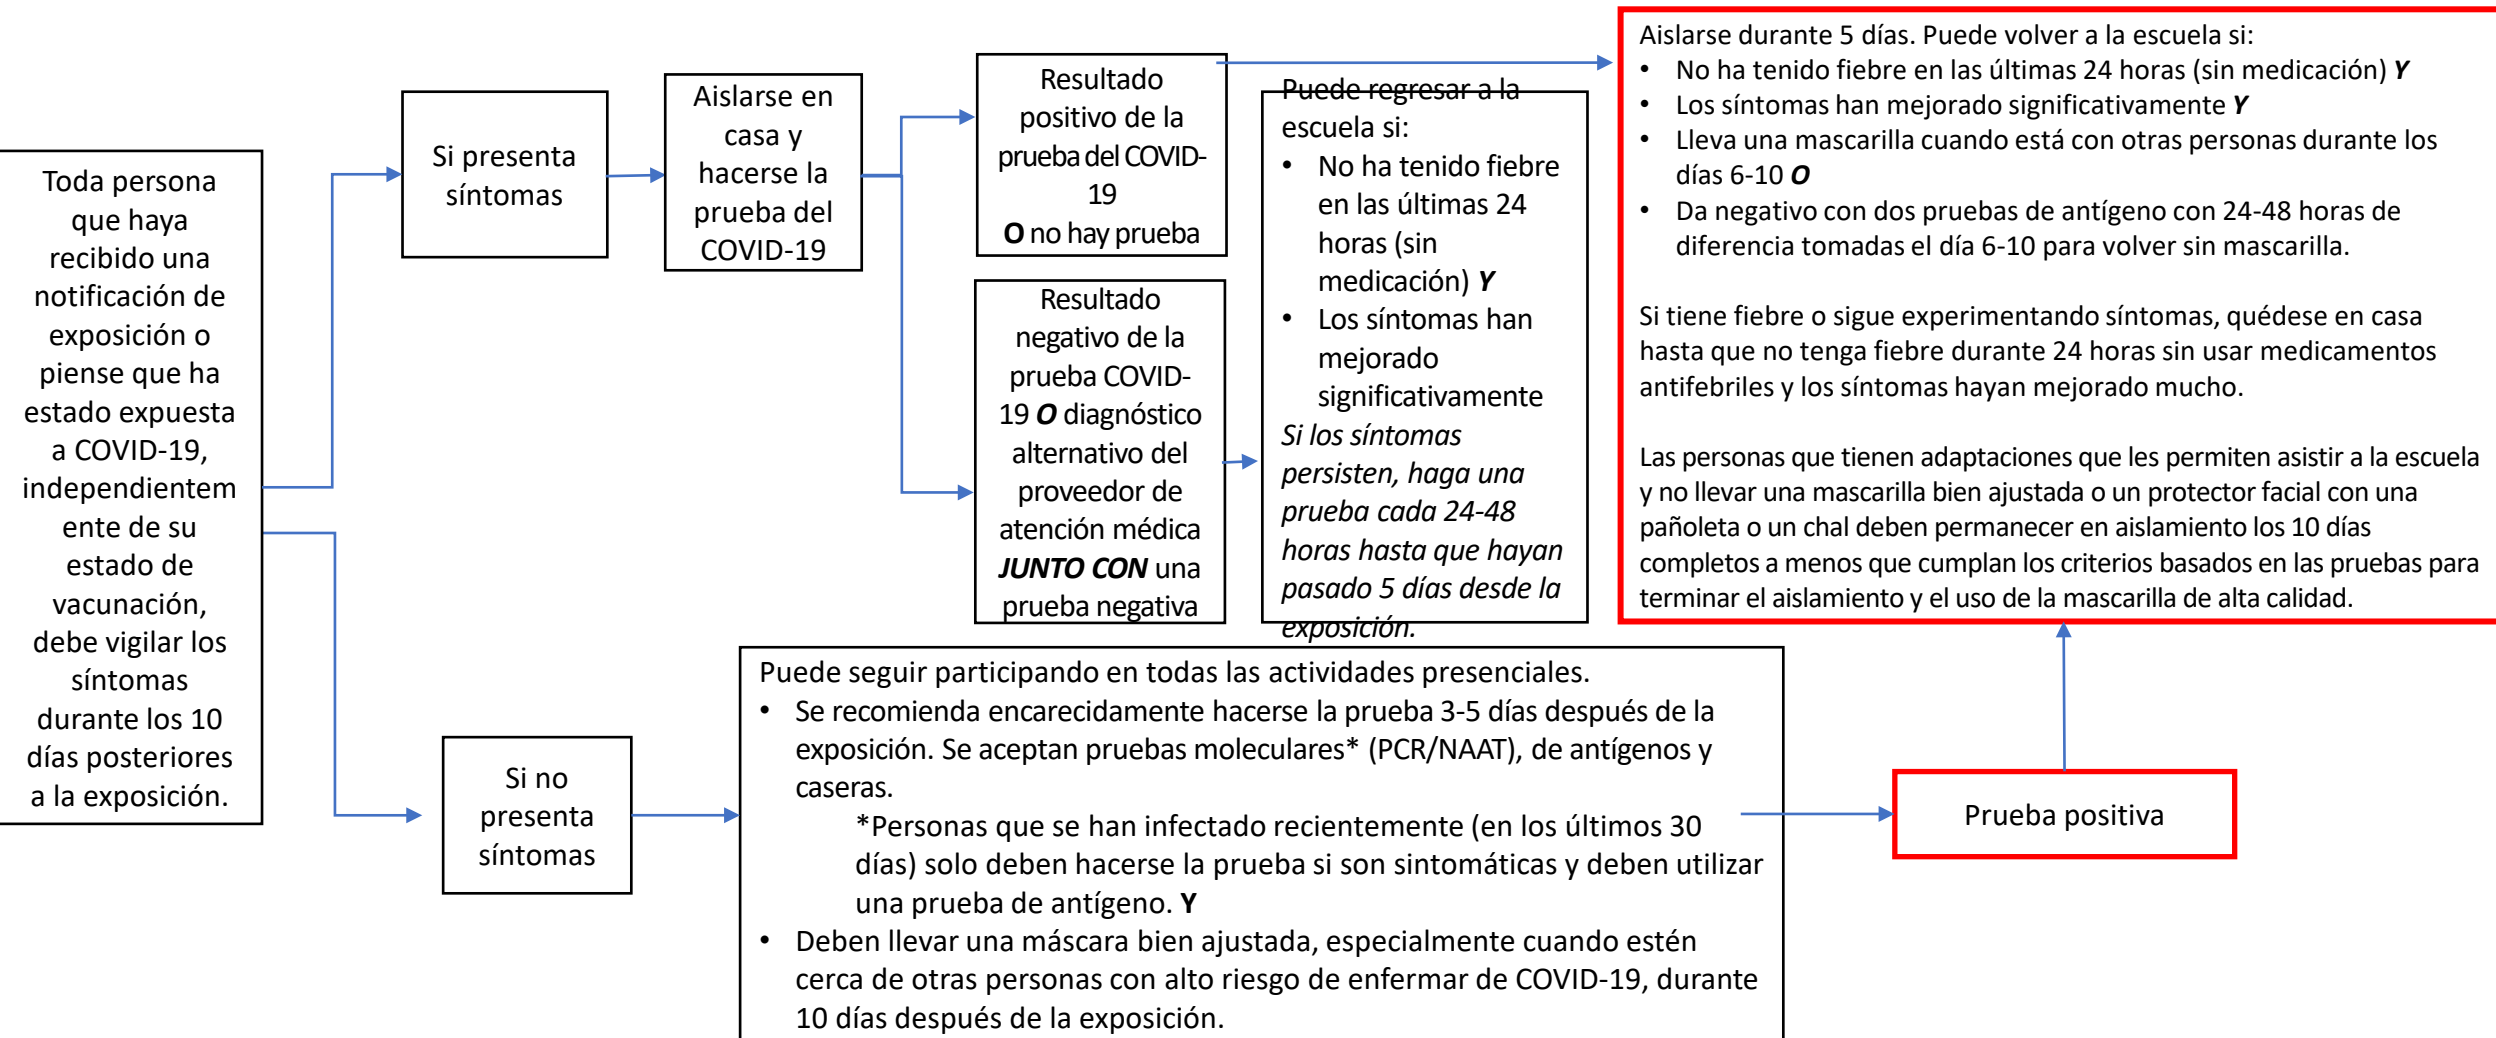 Toda persona
que haya
recibido una
notificación de
exposición o
piense que ha
estado expuesta
a COVID-19,
independientem
ente de su
estado de
vacunación,
debe vigilar los
síntomas
durante los 10
días posteriores
a la exposición.
Si presenta
síntomas
Aislarse en
casa y
hacerse la
prueba del
COVID-19
Resultado
positivo de la
prueba del COVID-
19
O no hay prueba
Resultado
negativo de la
prueba COVID-
19 O diagnóstico
alternativo del
proveedor de
atención médica
JUNTO CON una
prueba negativa
Puede regresar a la
escuela si:
• No ha tenido fiebre
en las últimas 24
horas (sin
medicación) Y
• Los síntomas han
mejorado
significativamente
Si los síntomas
persisten, haga una
prueba cada 24-48
horas hasta que hayan
pasado 5 días desde la
exposición.
Aislarse durante 5 días. Puede volver a la escuela si:
• No ha tenido fiebre en las últimas 24 horas (sin medicación) Y
• Los síntomas han mejorado significativamente Y
• Lleva una mascarilla cuando está con otras personas durante los
días 6-10 O
• Da negativo con dos pruebas de antígeno con 24-48 horas de
diferencia tomadas el día 6-10 para volver sin mascarilla.
Si tiene fiebre o sigue experimentando síntomas, quédese en casa
hasta que no tenga fiebre durante 24 horas sin usar medicamentos
antifebriles y los síntomas hayan mejorado mucho.
Las personas que tienen adaptaciones que les permiten asistir a la escuela
y no llevar una mascarilla bien ajustada o un protector facial con una
pañoleta o un chal deben permanecer en aislamiento los 10 días
completos a menos que cumplan los criterios basados en las pruebas para
terminar el aislamiento y el uso de la mascarilla de alta calidad.
Si no
presenta
síntomas
Puede seguir participando en todas las actividades presenciales.
• Se recomienda encarecidamente hacerse la prueba 3-5 días después de la
exposición. Se aceptan pruebas moleculares* (PCR/NAAT), de antígenos y
caseras.
*Personas que se han infectado recientemente (en los últimos 30
días) solo deben hacerse la prueba si son sintomáticas y deben utilizar
una prueba de antígeno. Y
• Deben llevar una máscara bien ajustada, especialmente cuando estén
cerca de otras personas con alto riesgo de enfermar de COVID-19, durante
10 días después de la exposición.
Prueba positiva